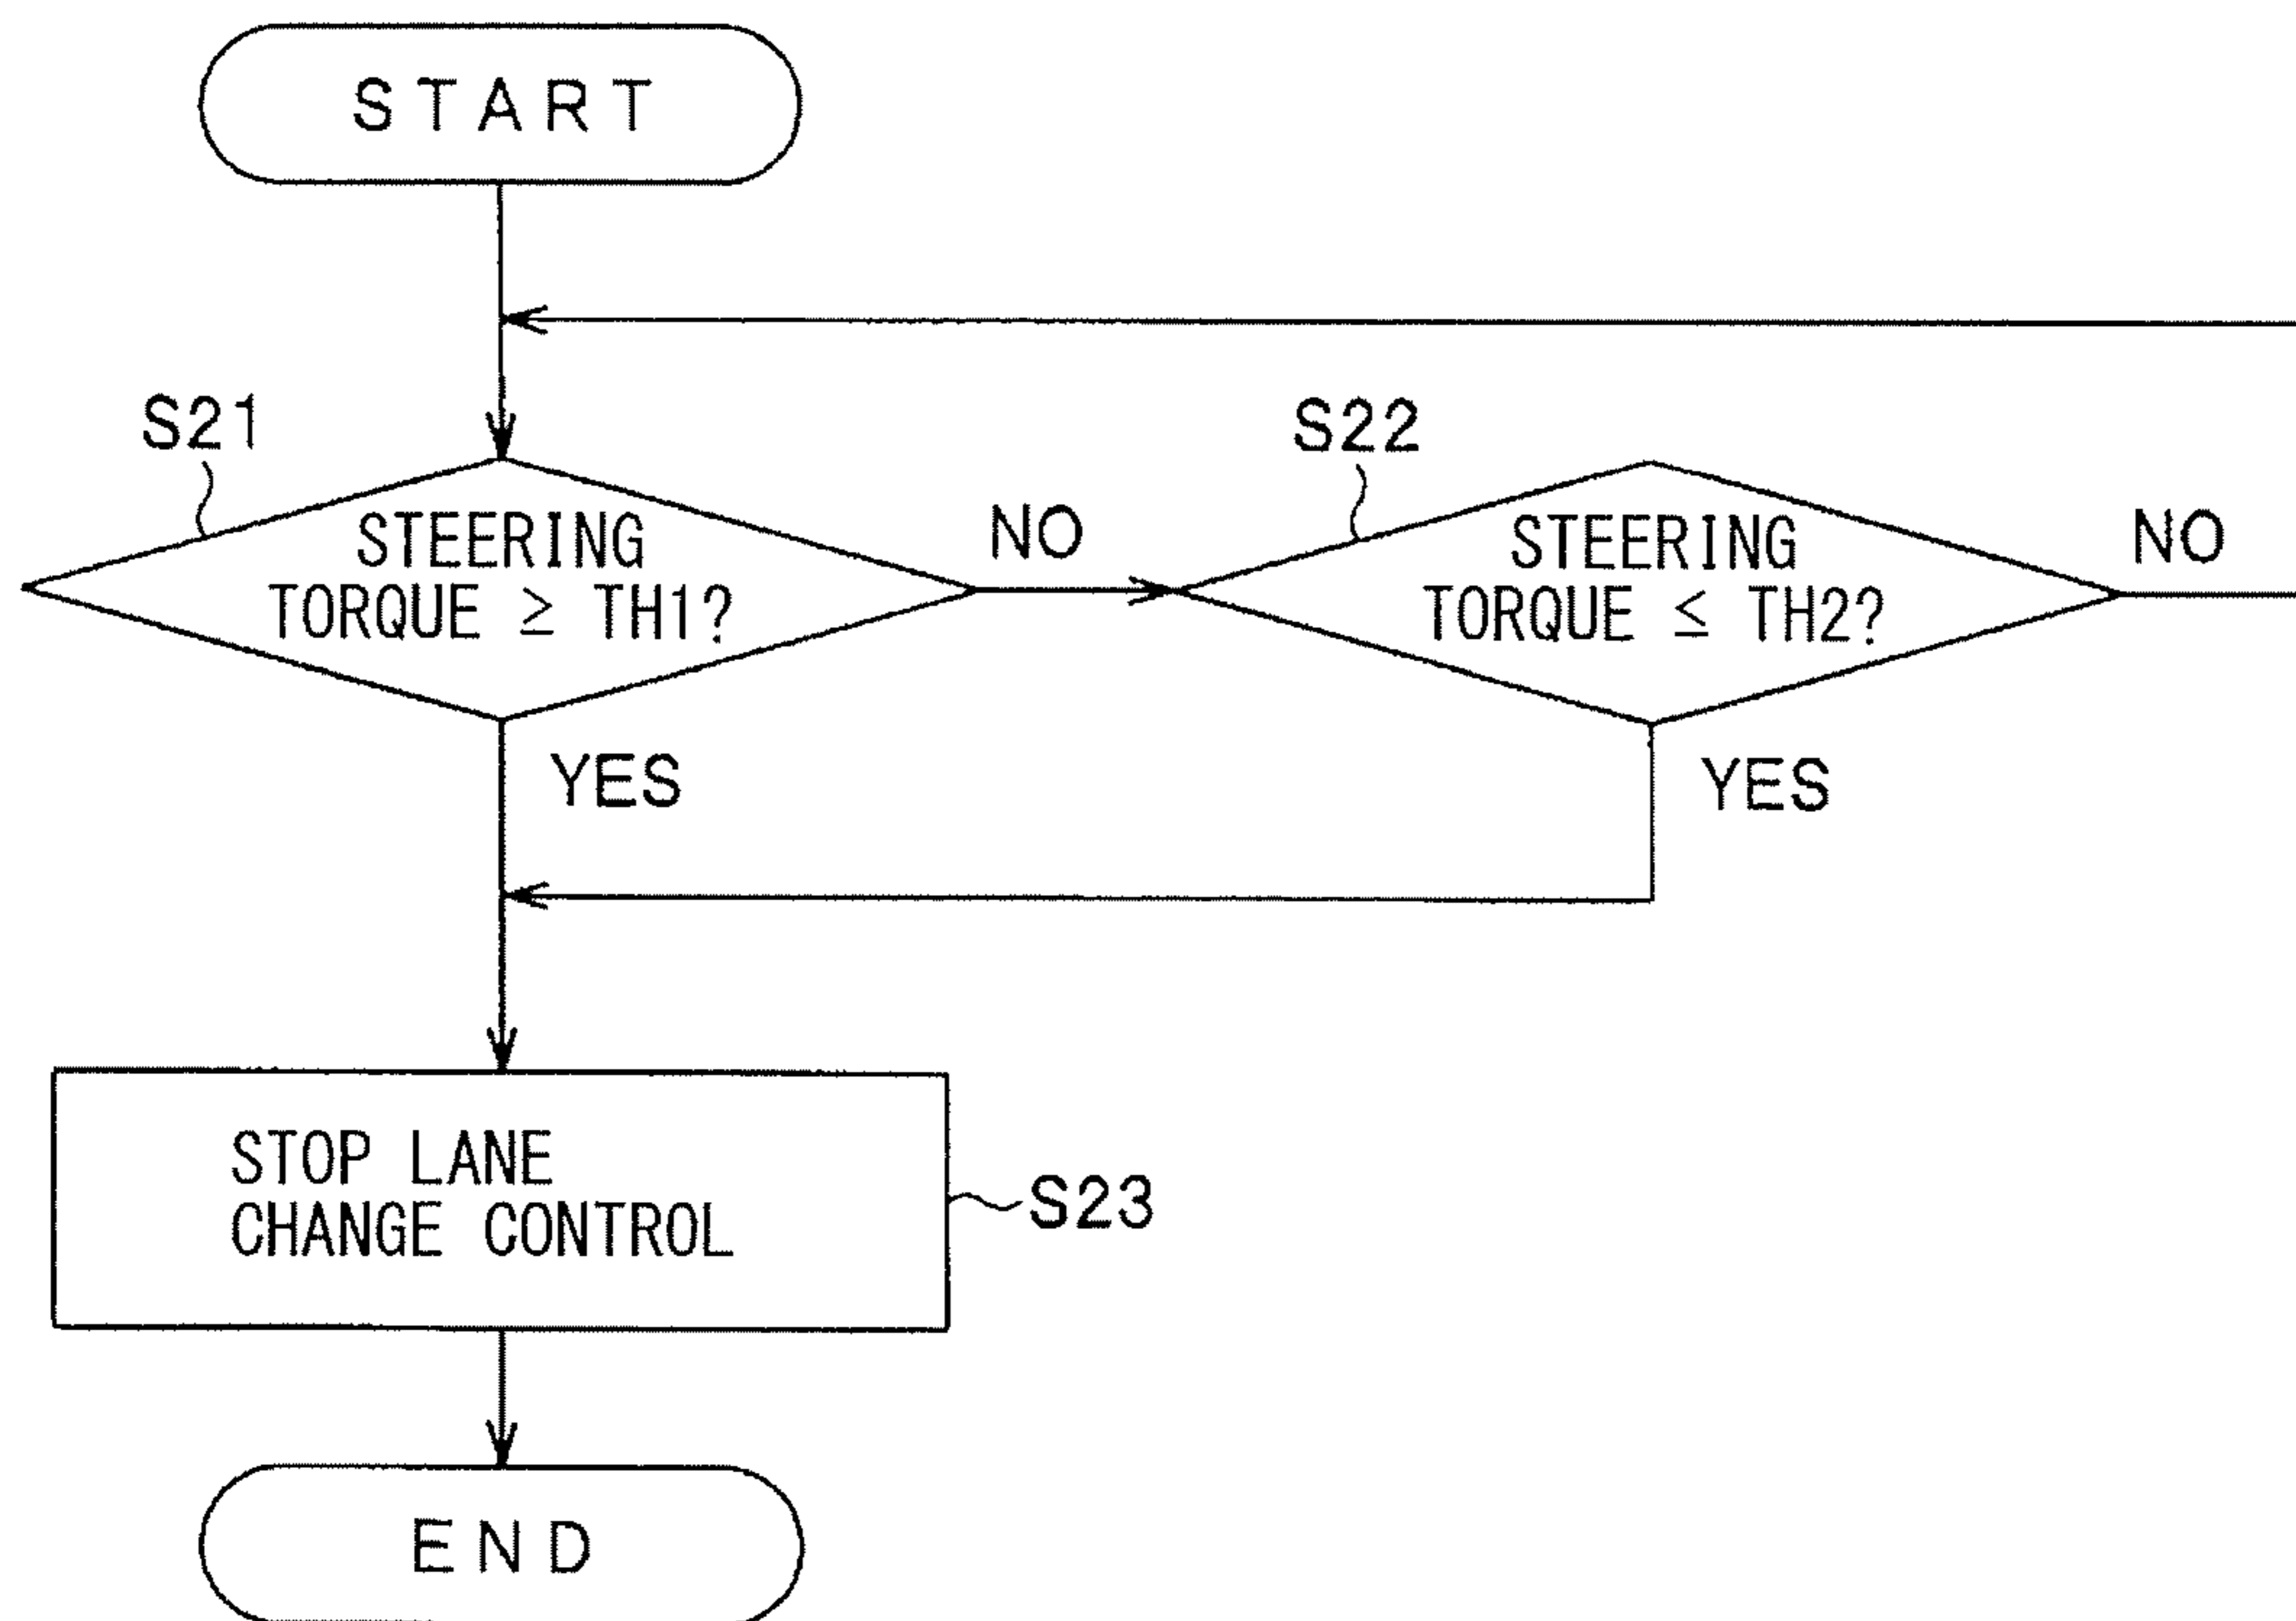 START
S21
STEERING
TORQUE ≥ TH1?
NO
S22
STEERING
TORQUE ≤ TH2?
NO
YES
YES
STOP LANE
CHANGE CONTROL
S23
END